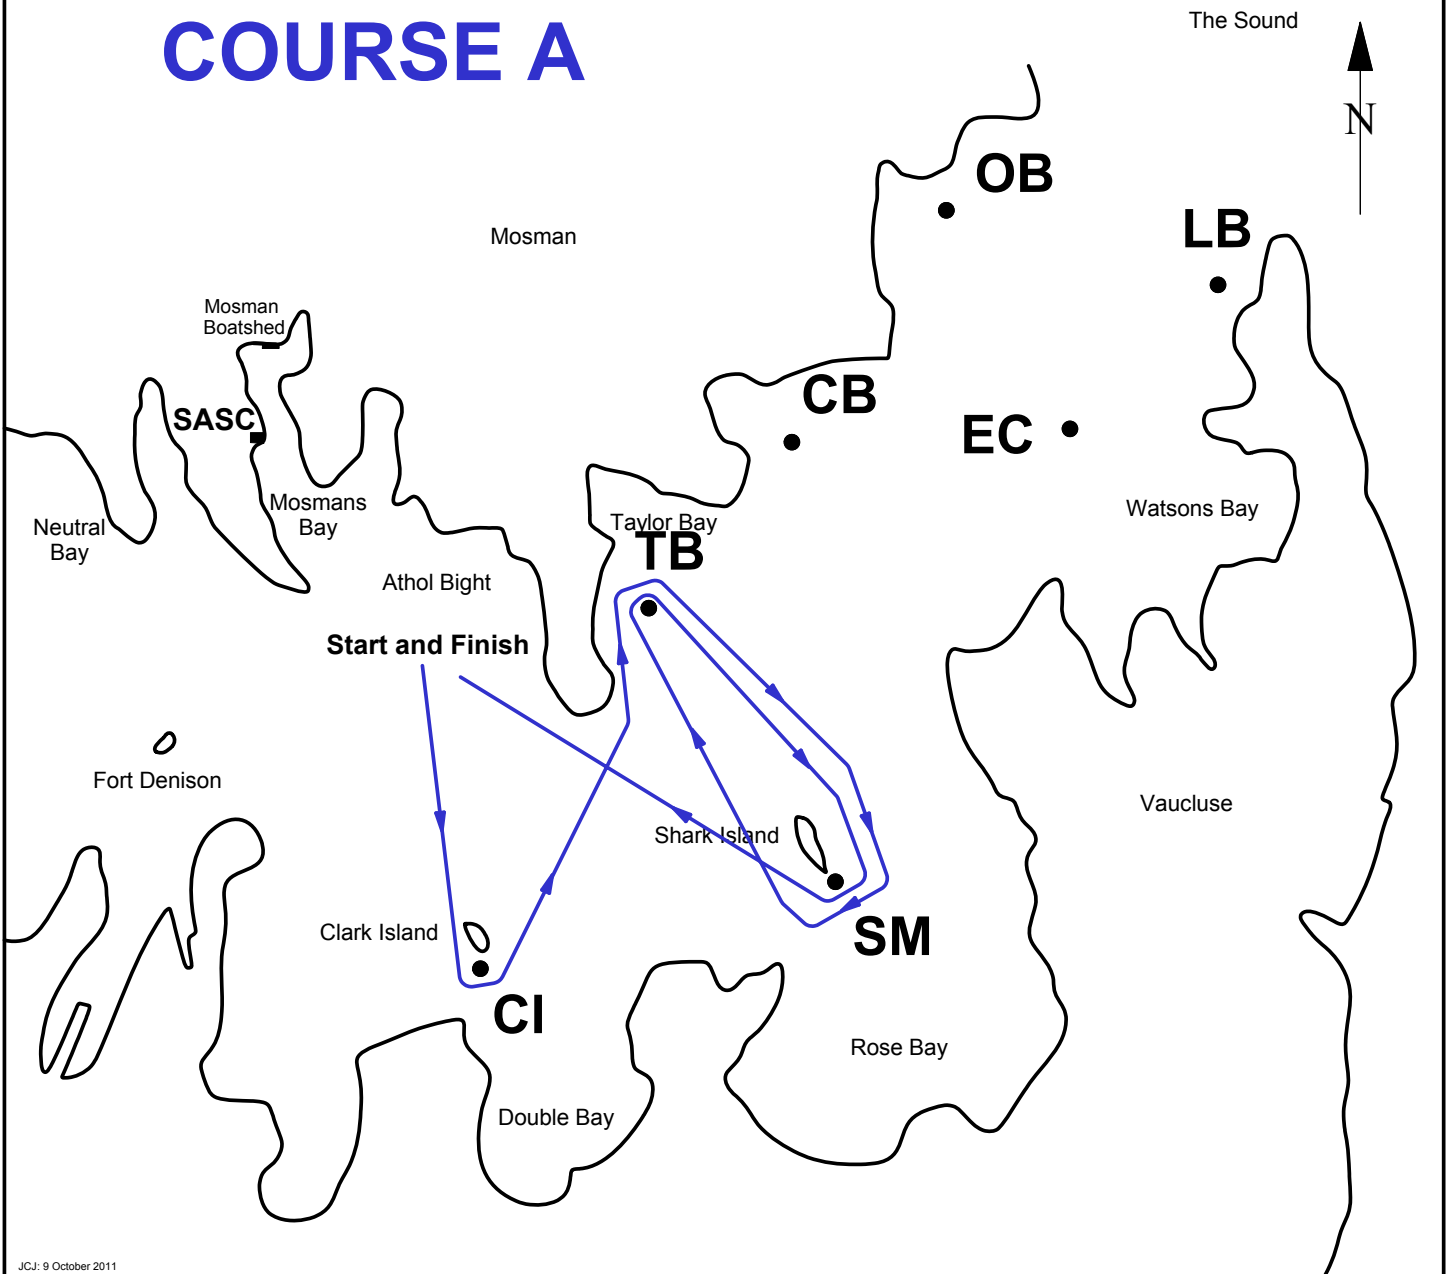 COURSE A
The Sound
N
OB
LB
Mosman
Mosman
Boatshed
CB
SASC
EC
Mosmans
Bay
Neutral
Bay
Taylor Bay
Watsons Bay
TB
Athol Bight
Start and Finish
Fort Denison
Vaucluse
Shark Island
Clark Island
SM
CI
Rose Bay
Double Bay
JCJ: 9 October 2011